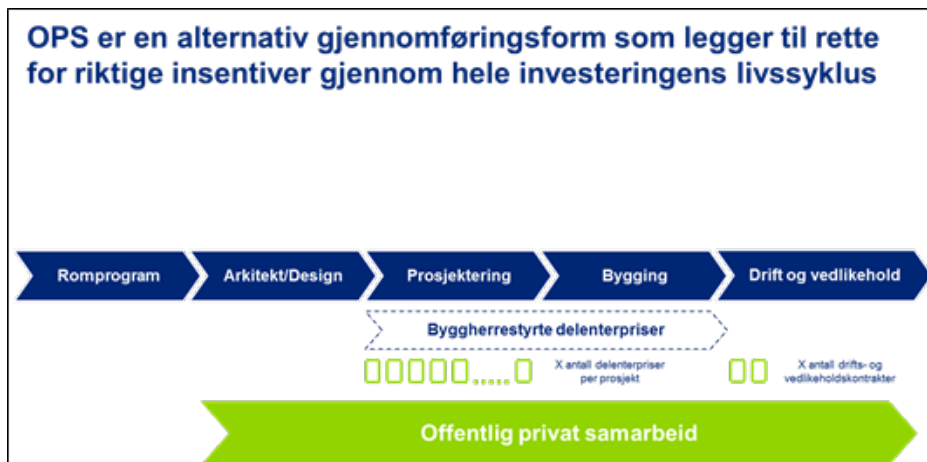 OPS er en alternativ gjennomføringsform som legger til rette
for riktige insentiver gjennom hele investeringens livssyklus
Romprogram
Arkitekt/Design
Prosjektering
Bygging
Drift og vedlikehold
Byggherrestyrte delenterpriser
.....
X antall delenterpriser
per prosjekt
X antall drifts- og
vedlikeholdskontrakter
Offentlig privat samarbeid